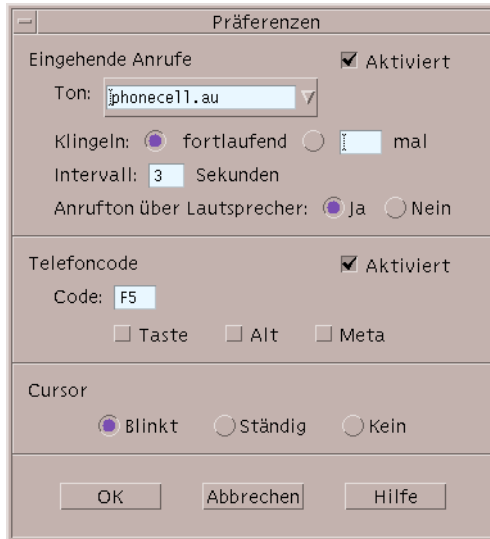 Präferenzen
Eingehende Anrufe Aktiviert
Ton: phonecell.au
Klingeln: fortlaufend mal
Intervall: 3 Sekunden
Anrufton über Lautsprecher: Ja Nein
Telefoncode Aktiviert
Code: F5
Taste Alt Meta
Cursor
Blinkt Ständig Kein
OK Abbrechen Hilfe